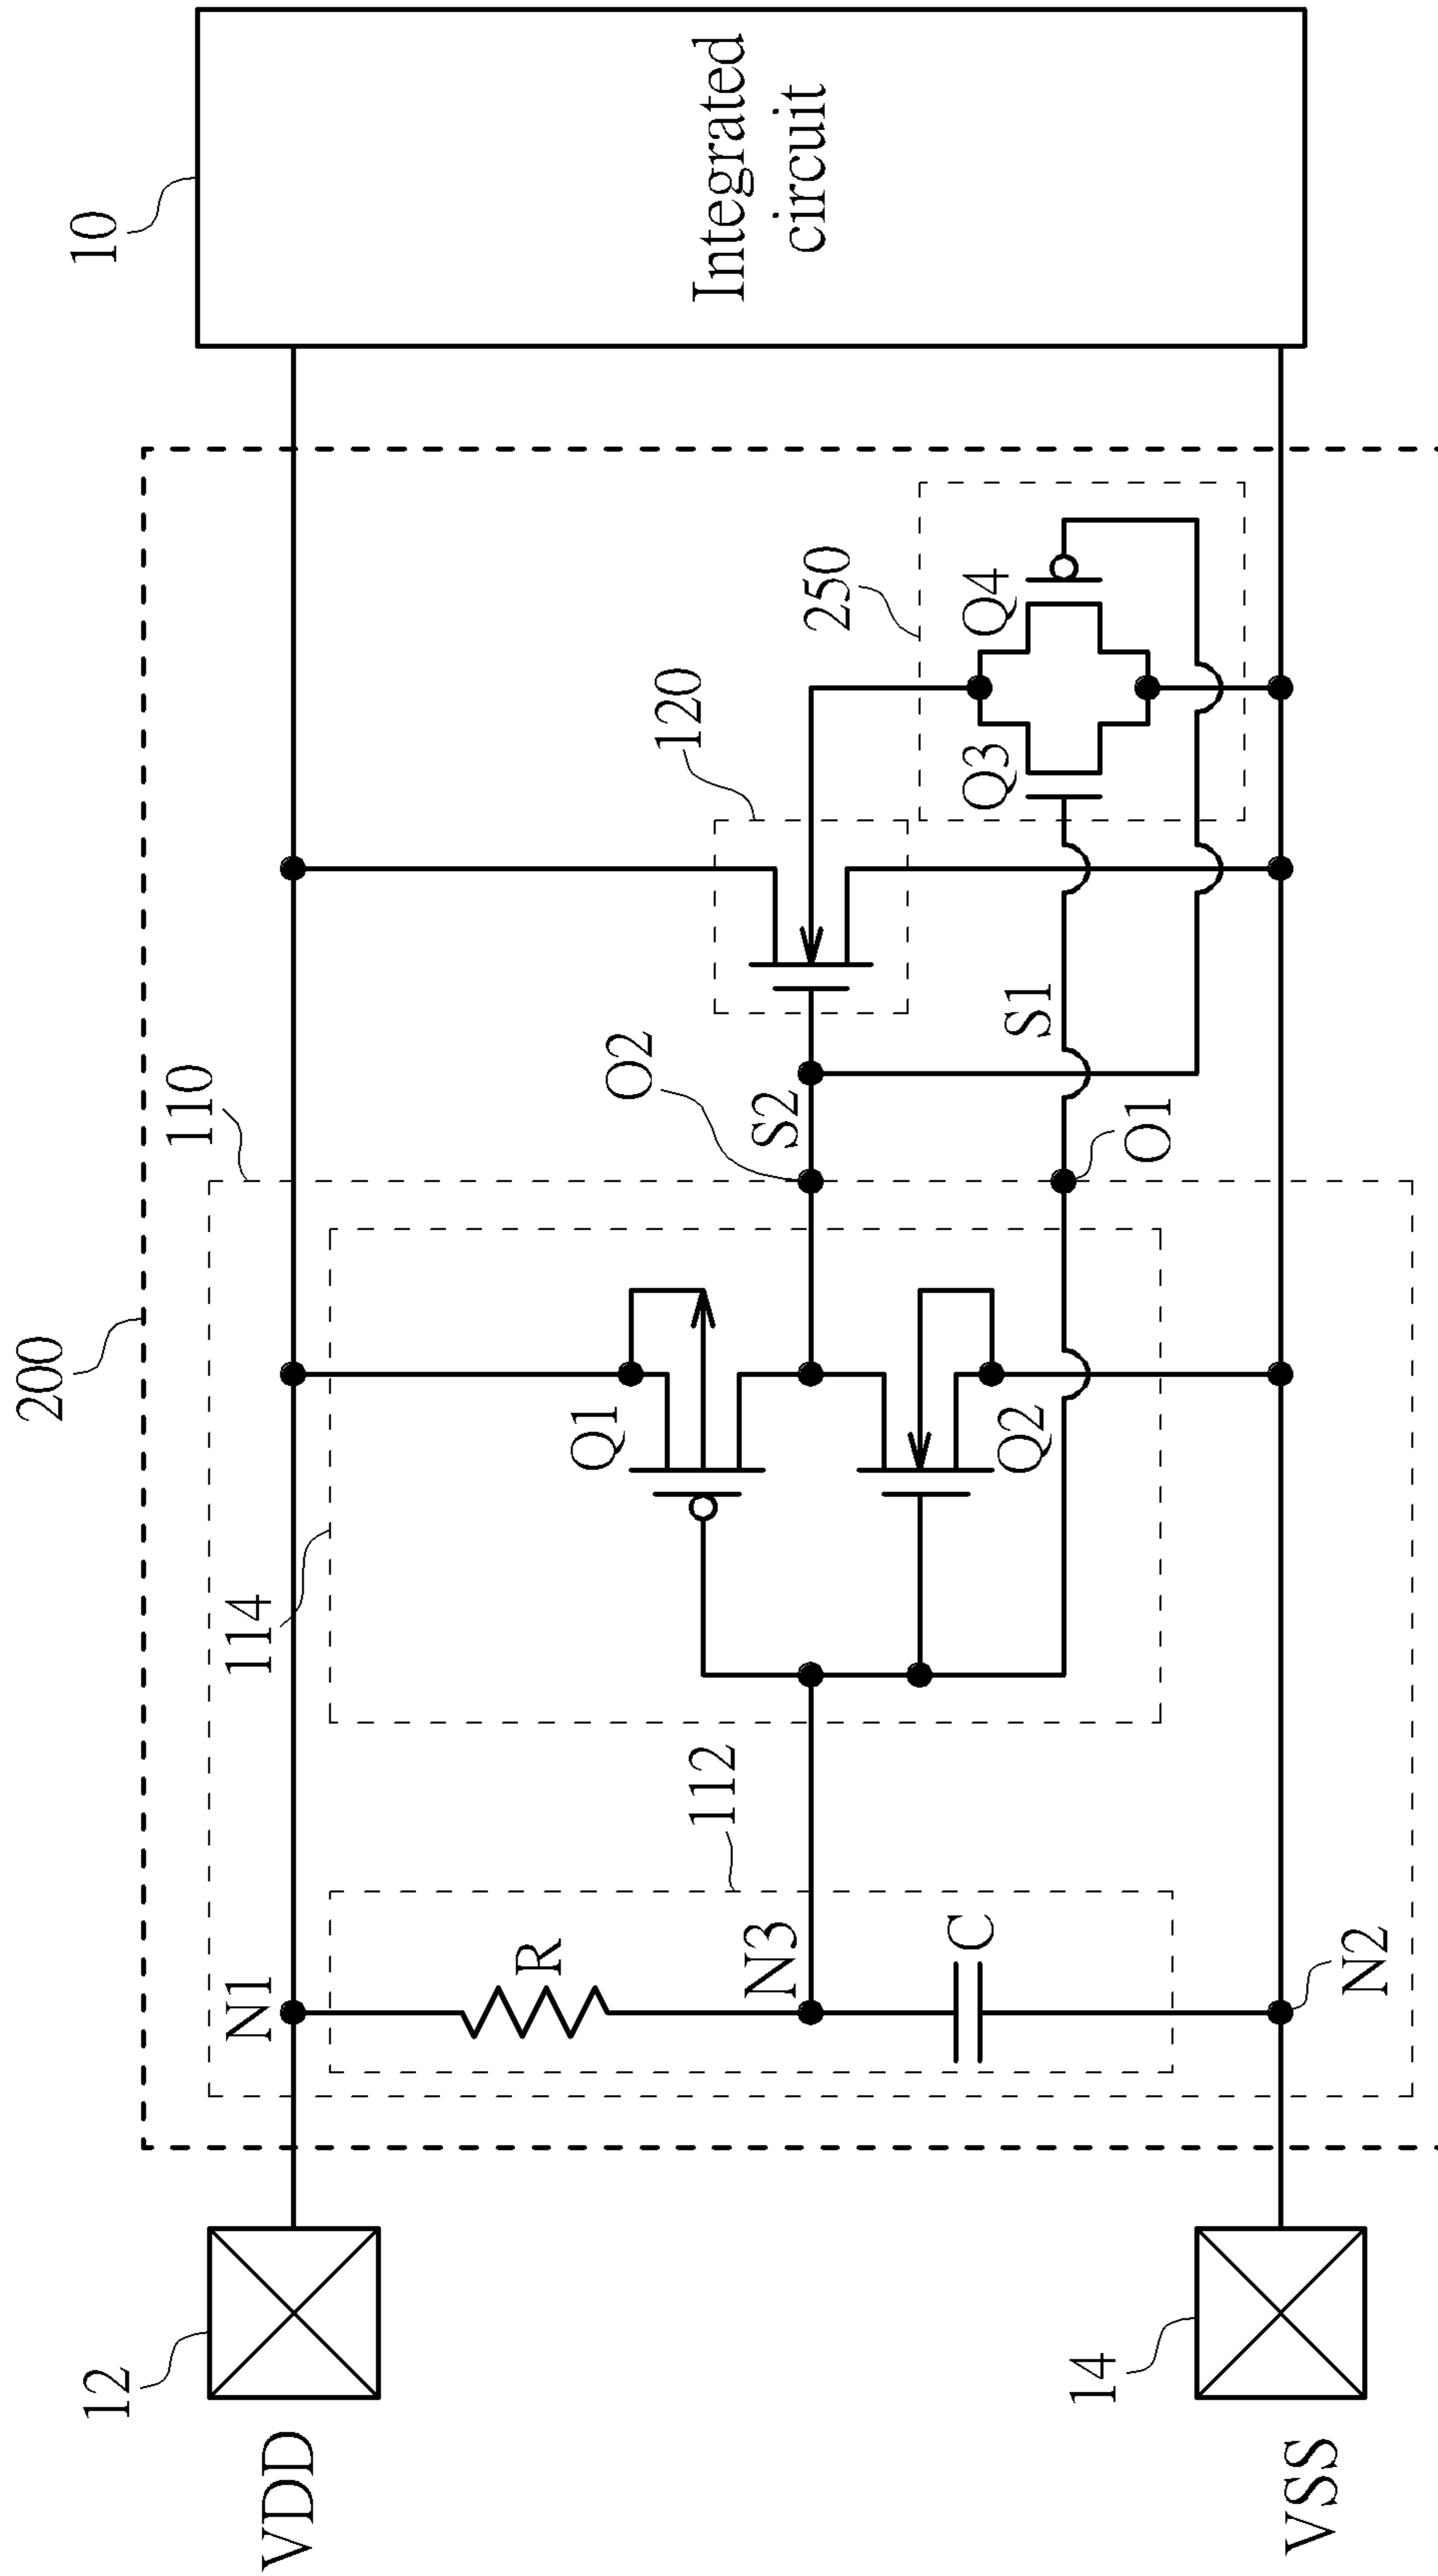 200
110
10
VDD
12
N1
114
R
112
N3
C
Q1
Q2
O2
S2
S1
O1
120
250
Q3
Q4
Integrated
circuit
VSS
14
N2